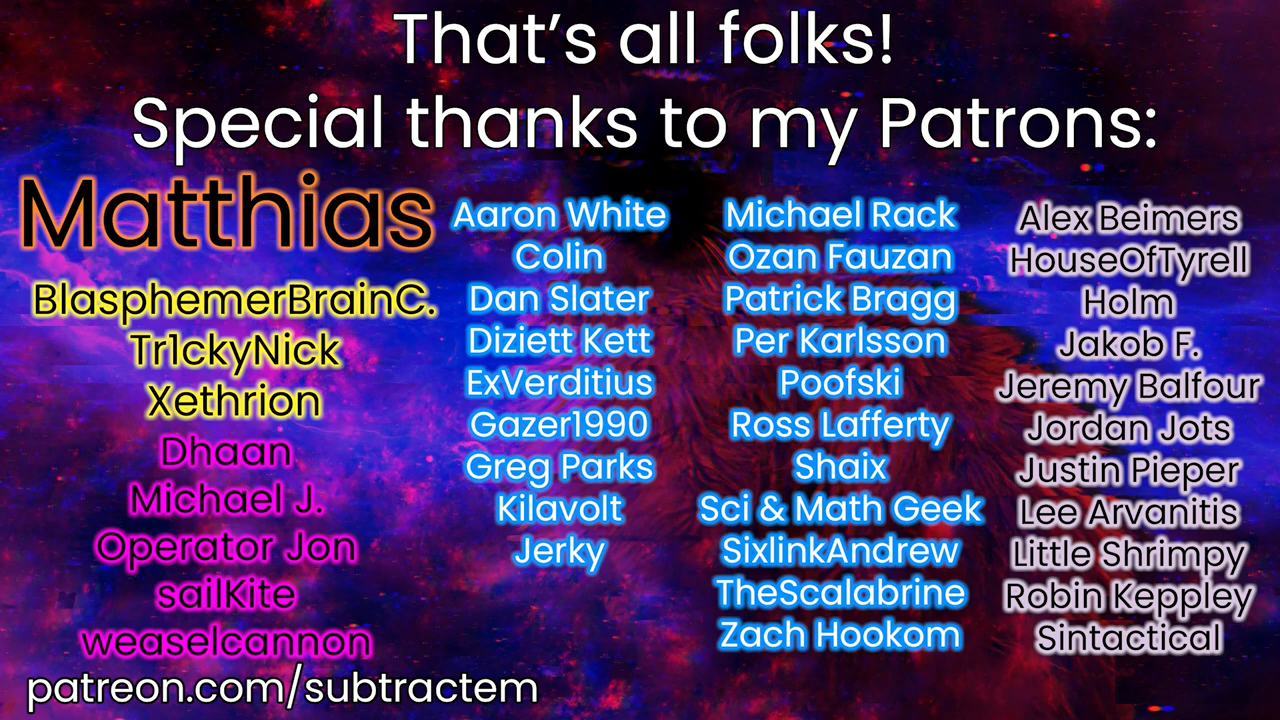 That’s all folks!
Special thanks to my Patrons:
Matthias
BlasphemerBrainC.
Tr1ckyNick
Xethrion
Dhaan
Michael J.
Operator Jon
sailKite
weaselcannon
Aaron White
Colin
Dan Slater
Diziett Kett
ExVerditius
Gazer1990
Greg Parks
Kilavolt
Jerky
Michael Rack
Ozan Fauzan
Patrick Bragg
Per Karlsson
Poofski
Ross Lafferty
Shaix
Sci & Math Geek
SixlinkAndrew
TheScalabrine
Zach Hookom
Alex Beimers
HouseOfTyrell
Holm
Jakob F.
Jeremy Balfour
Jordan Jots
Justin Pieper
Lee Arvanitis
Little Shrimpy
Robin Keppley
Sintactical
patreon.com/subtractem